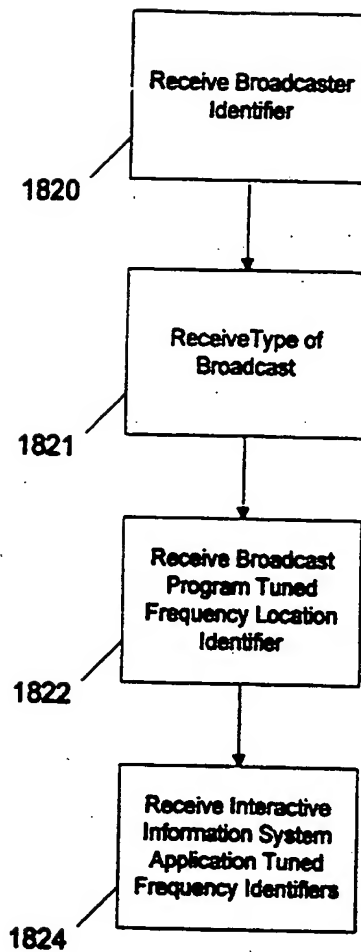 Receive Broadcaster
Identifier
1820
ReceiveType of
Broadcast
1821
Receive Broadcast
Program Tuned
Frequency Location
Identifier
1822
Receive Interactive
Information System
Application Tuned
Frequency Identifiers
1824